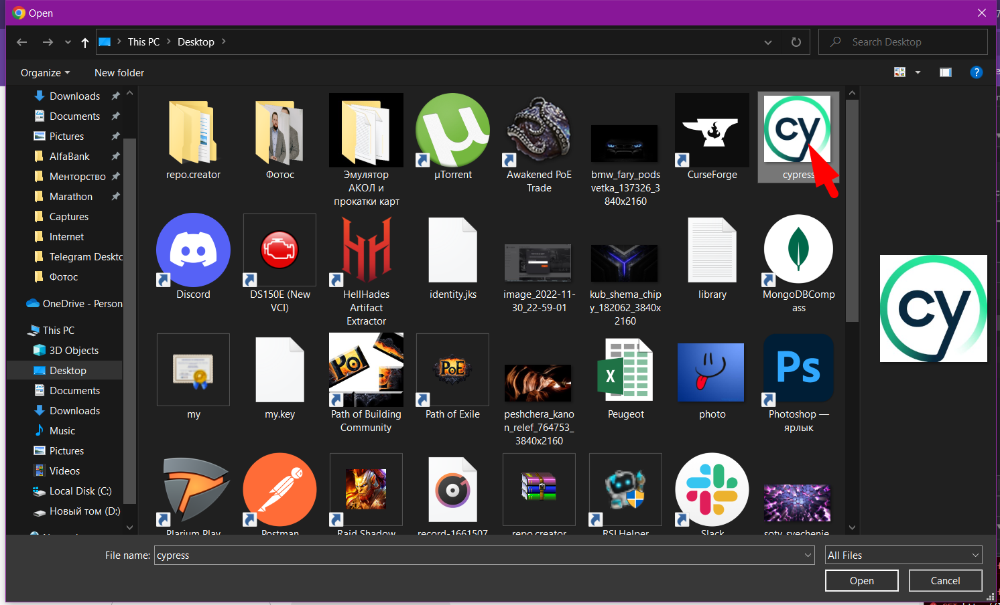 Open
This PC
Desktop
Search Desktop
Organize
New folder
Downloads
Documents
Pictures
AlfaBank
Менторство
Marathon
Captures
Internet
Telegram Deskto
Фотос
OneDrive - Person
This PC
3D Objects
Desktop
Documents
Downloads
Music
Pictures
Videos
Local Disk (C:)
Новый том (D:)
repo.creator
Фотос
Эмулятор
АКОЛ и
прокатки карт
µ
µTorrent
Awakened PoE
Trade
bmw_fary_pods
vetka_137326_3
840x2160
CurseForge
cy
cypress
Discord
DS150E (New
VCI)
HellHades
Artifact
Extractor
identity.jks
image_2022-11-
30_22-59-01
kub_shema_chip
y_182062_3840x
2160
library
MongoDBComp
ass
my
my.key
Path of Building
Community
PoE
Path of Exile
peshchera_kano
n_relef_764753_
3840x2160
X
Peugeot
photo
Ps
Photoshop —
ярлык
Plarium Play
Postman
Raid Shadow
record-1661507
repo.creator
RSI Helper
Slack
soty_svechenie
cy
File name:
cypress
All Files
Open
Cancel